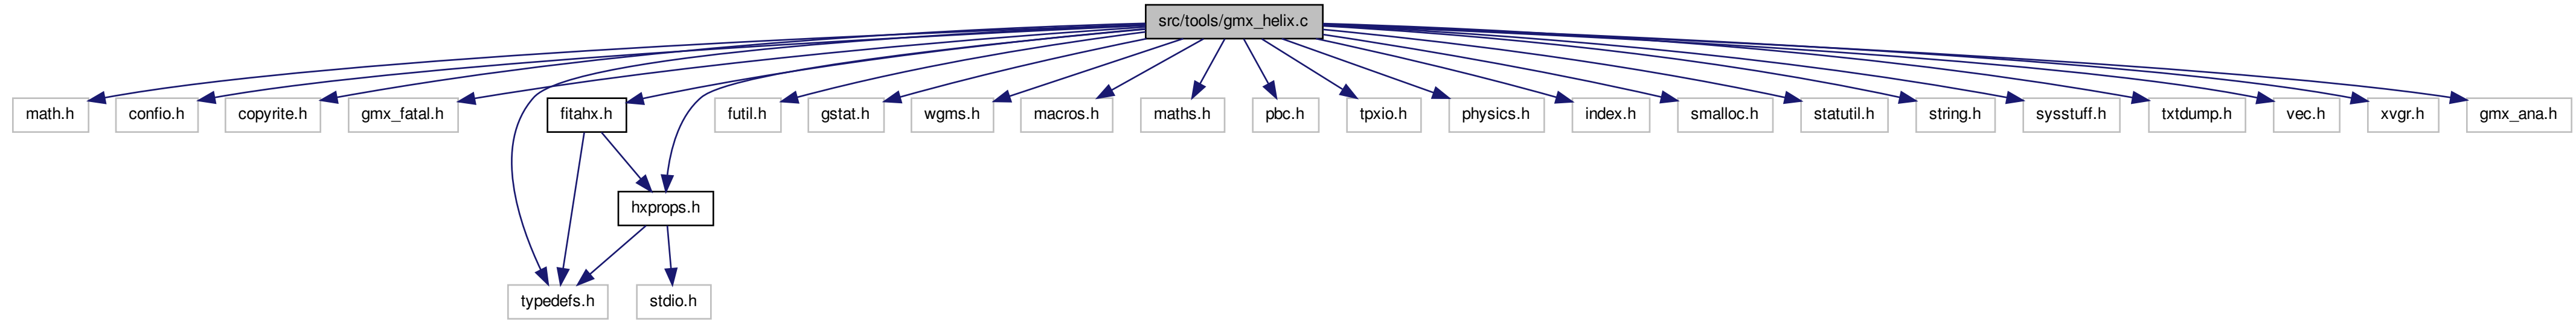 src/tools/gmx_helix.c
math.h
confio.h
copyrite.h
gmx_fatal.h
fitahx.h
futil.h
gstat.h
wgms.h
macros.h
maths.h
pbc.h
tpxio.h
physics.h
index.h
smalloc.h
statutil.h
string.h
sysstuff.h
txtdump.h
vec.h
xvgr.h
gmx_ana.h
hxprops.h
typedefs.h
stdio.h